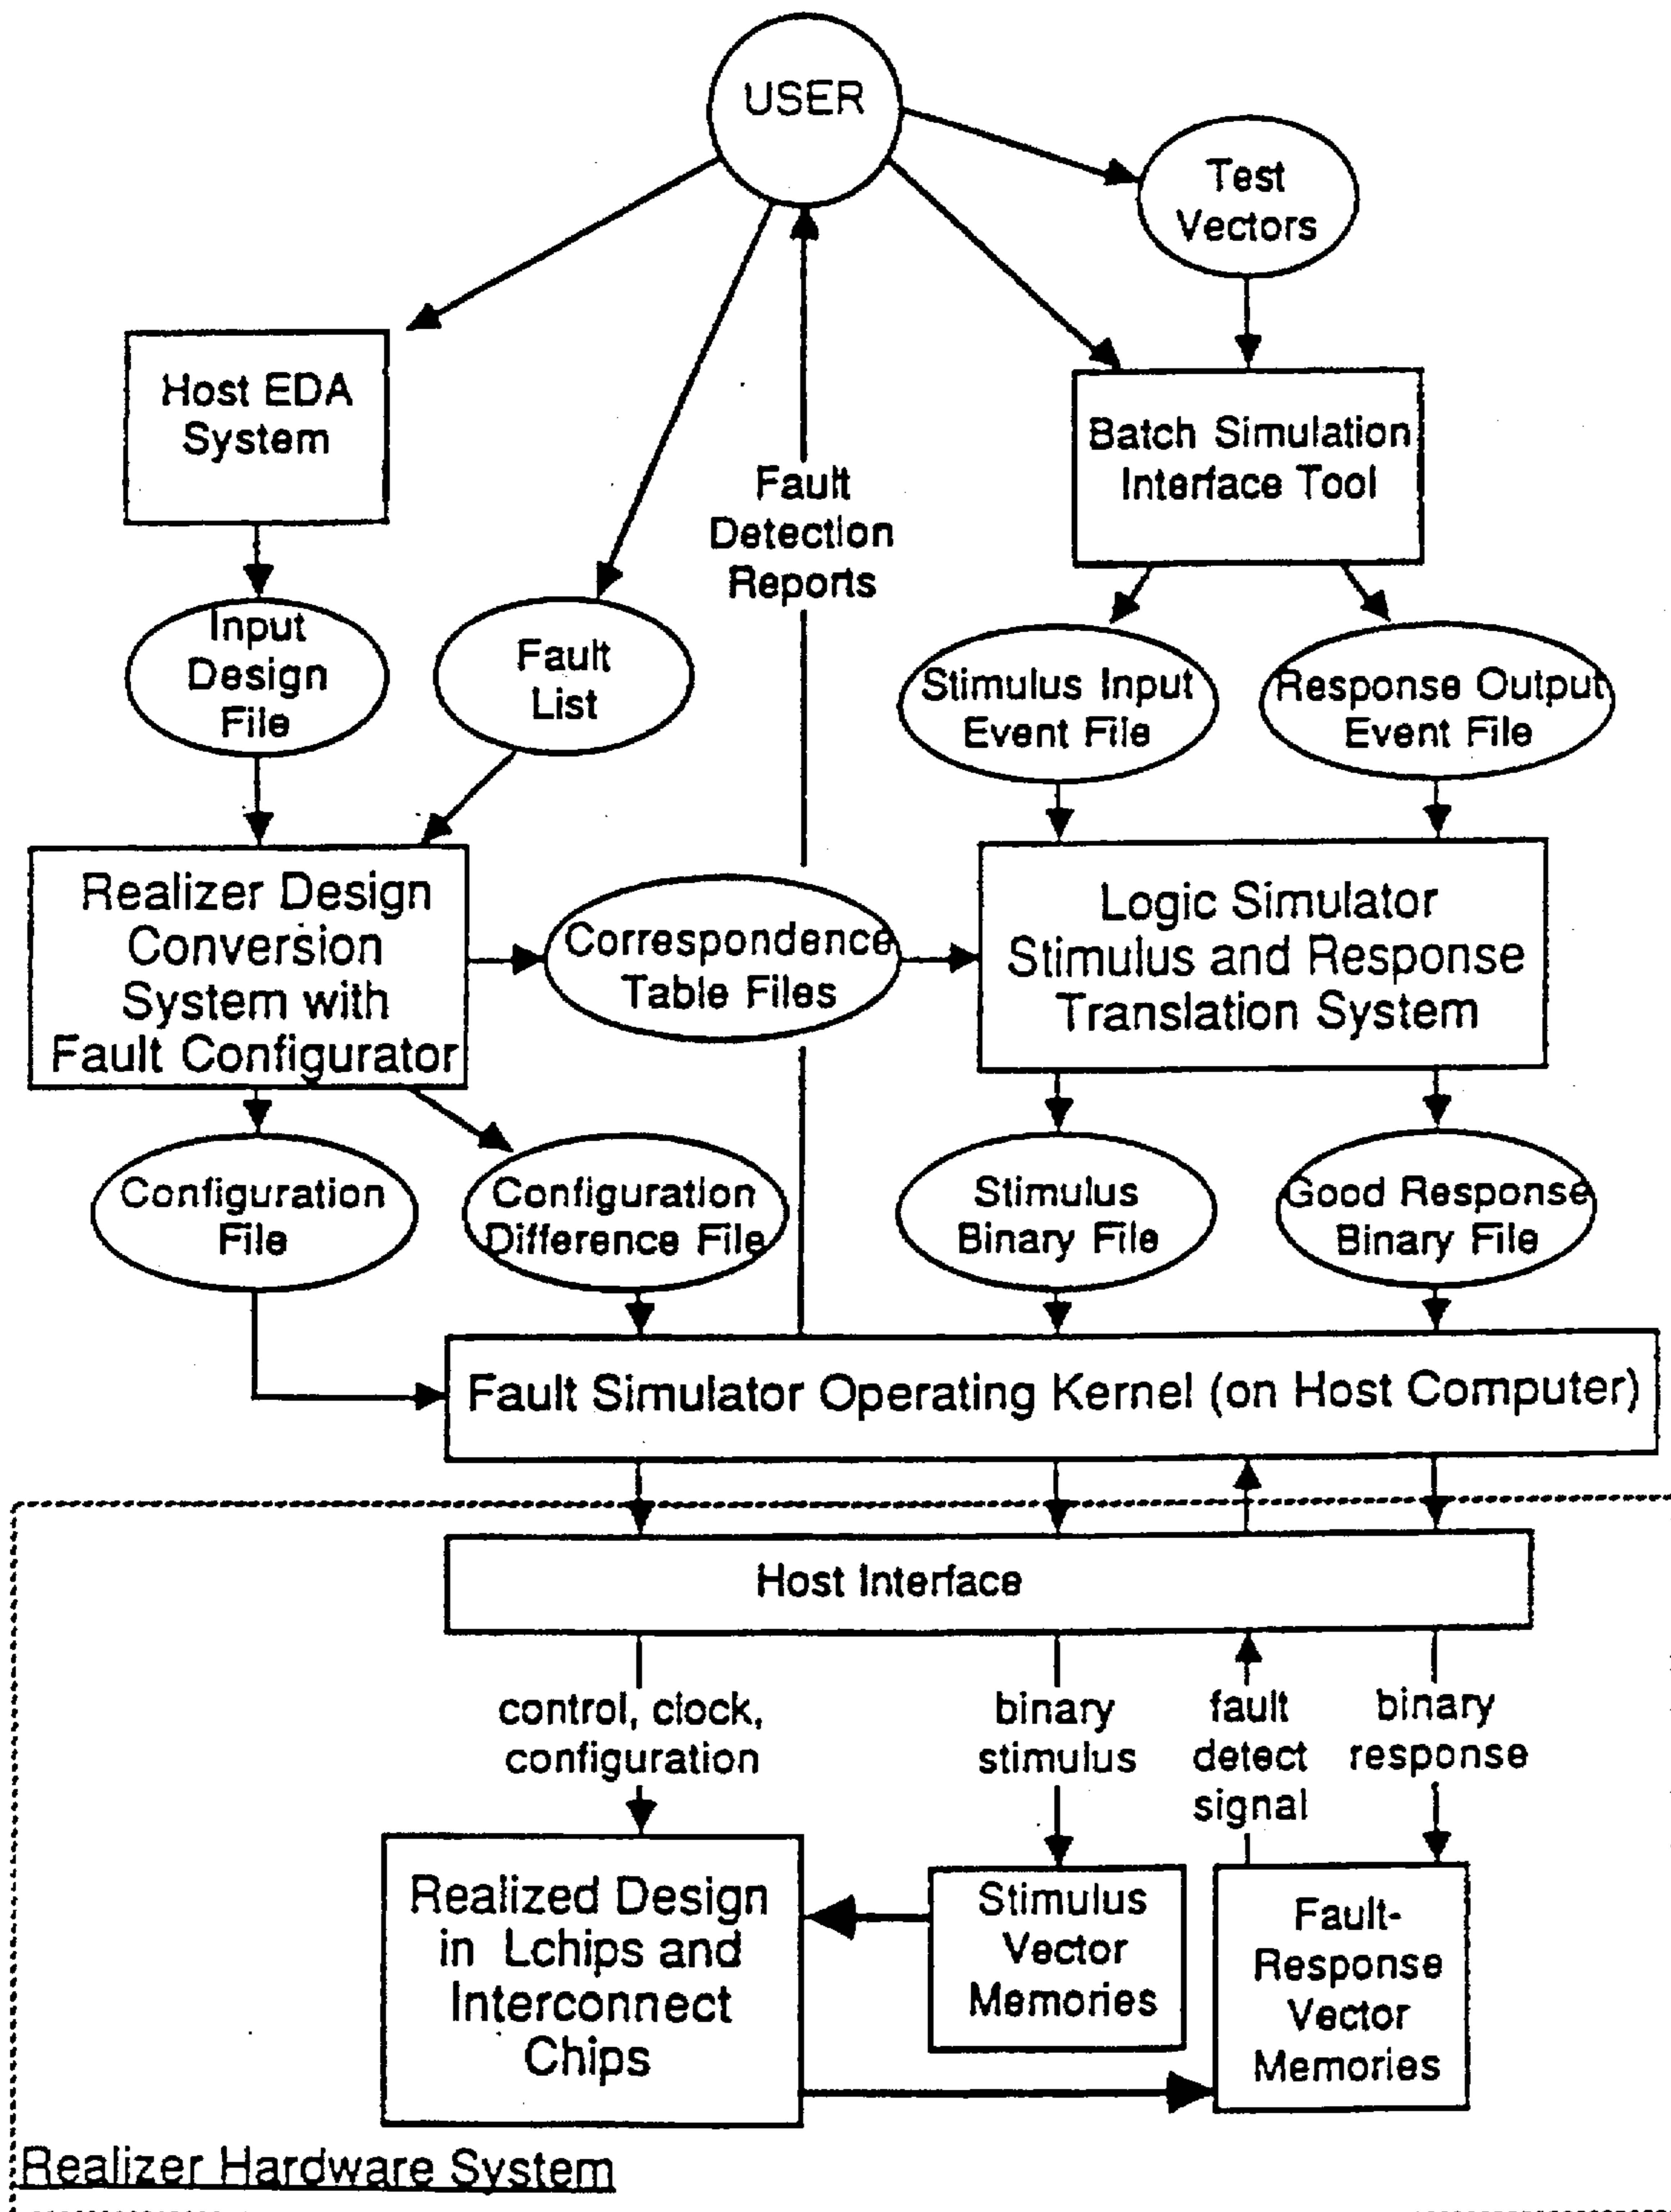 USER
Test
Vectors
Host EDA
System
Batch Simulation
Interface Tool
Fault
Detection
Reports
Input
Design
File
Fault
List
Stimulus Input
Event File
Response Output
Event File
Realizer Design
Conversion
System with
Fault Configurator
Correspondence
Table Files
Logic Simulator
Stimulus and Response
Translation System
Configuration
File
Configuration
Difference File
Stimulus
Binary File
Good Response
Binary File
Fault Simulator Operating Kernel (on Host Computer)
Host Interface
control, clock,
configuration
binary
stimulus
fault
detect
signal
binary
response
Realized Design
in Lchips and
Interconnect
Chips
Stimulus
Vector
Memories
Fault-
Response
Vector
Memories
Realizer Hardware System